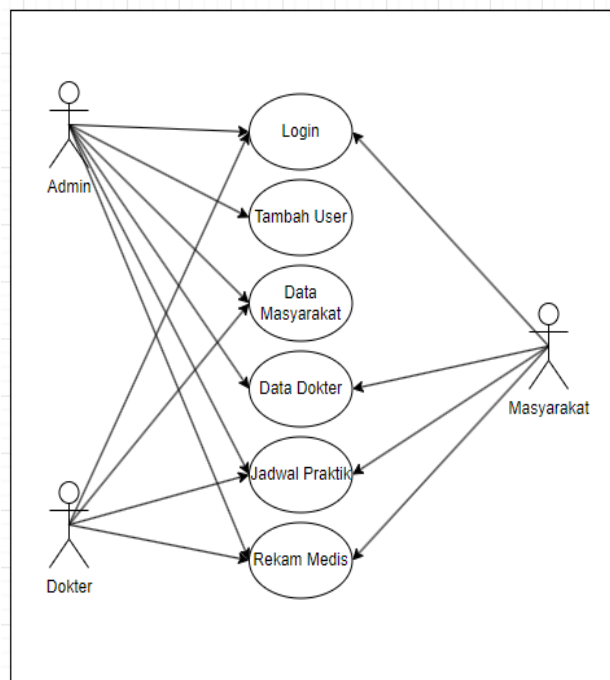 Admin
Login
Tambah User
Data
Masyarakat
Data Dokter
Masyarakat
Jadwal Praktik
Rekam Medis
Dokter